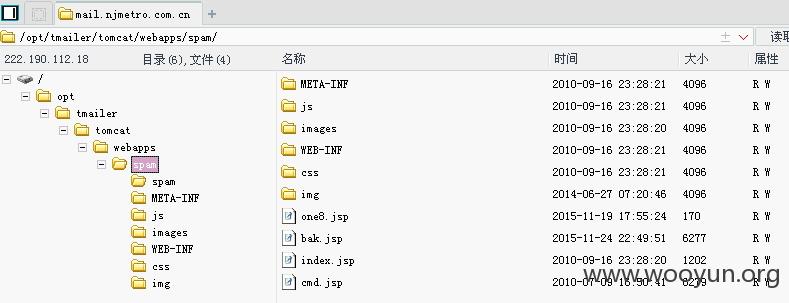 mail.njmetro.com.cn
/opt/tmailer/tomcat/webapps/spam/
读取
222.190.112.18 目录(6),文件(4) 名称 时间 大小 属性
/
opt
tmailer
tomcat
webapps
spam
spam
META-INF
js
images
WEB-INF
css
img
META-INF 2010-09-16 23:28:21 4096 R W
js 2010-09-16 23:28:21 4096 R W
images 2010-09-16 23:28:20 4096 R W
WEB-INF 2010-09-16 23:28:21 4096 R W
css 2010-09-16 23:28:21 4096 R W
img 2014-06-27 07:20:46 4096 R W
one8.jsp 2015-11-19 17:55:24 170 R W
bak.jsp 2015-11-24 22:49:51 6277 R W
index.jsp 2010-09-16 23:28:20 1202 R W
cmd.jsp 2010-07-09 16:50:41 6279 R W
www.wooyun.org